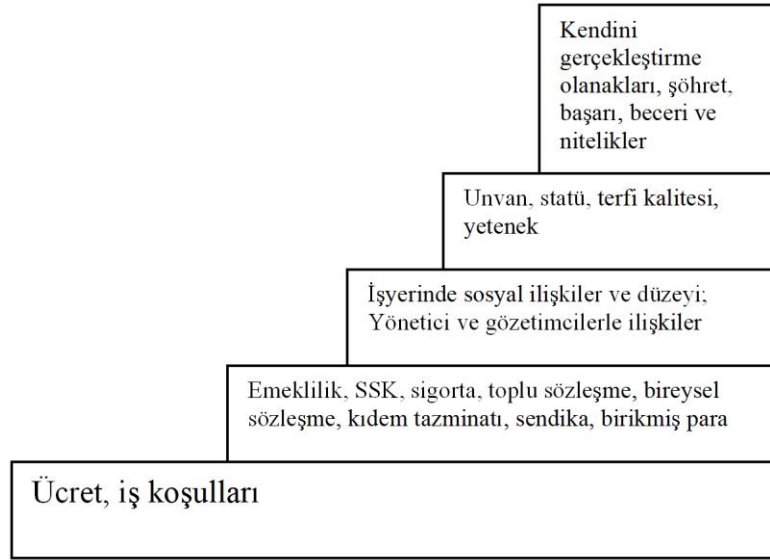 Kendini
gerçekleştirme
olanakları, şöhret,
başarı, beceri ve
nitelikler
Unvan, statü, terfi kalitesi,
yetenek
İşyerinde sosyal ilişkiler ve düzeyi;
Yönetici ve gözetimcilerle ilişkiler
Emeklilik, SSK, sigorta, toplu sözleşme, bireysel
sözleşme, kıdem tazminatı, sendika, birikmiş para
Ücret, iş koşulları